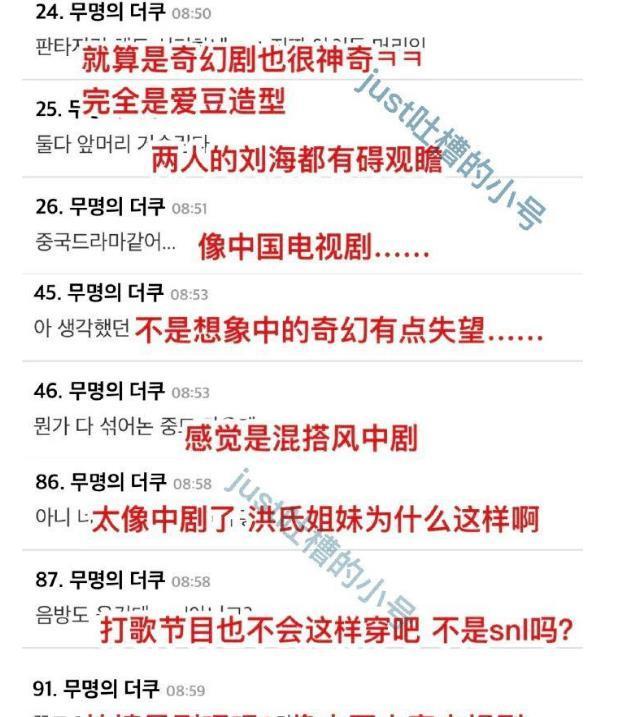 24. 무명의 더쿠 08:50
판타지
就算是奇幻剧也很神奇ㅋㅋ
25.
完全是爱豆造型
둘다 앞머리
两人的刘海都有碍观瞻
just吐槽的小号
26. 무명의 더쿠 08:51
중국드라마같어...
像中国电视剧......
45. 무명의 더쿠 08:53
아 생각했던
不是想象中的奇幻有点失望......
46. 무명의 더쿠 08:53
뭔가 다 섞어논
感觉是混搭风中剧
86. 무명의 더쿠 08:58
아니
太像中剧了 洪氏姐妹为什么这样啊
just吐槽的小号
87. 무명의 더쿠 08:58
음방도
打歌节目也不会这样穿吧 不是snl吗?
91. 무명의 더쿠 08:59